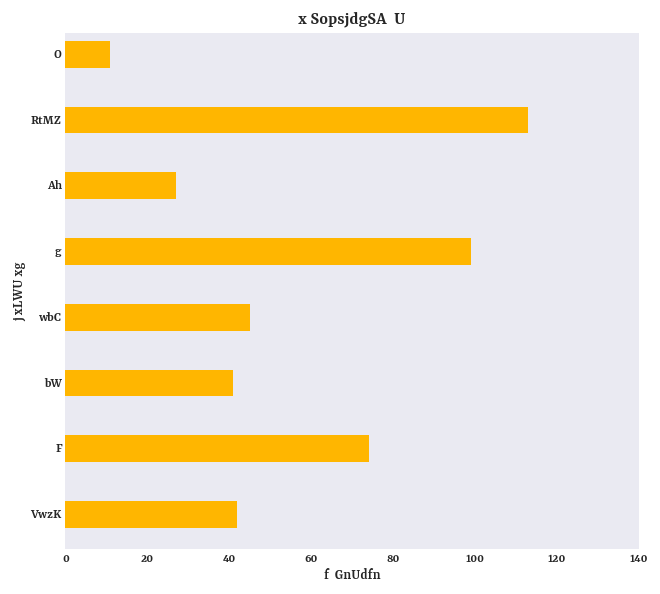 x SopsjdgSA  U
O
RtMZ
Ah
g
wbC
bW
F
VwzK
jxLWU xg
0 20 40 60 80 100 120 140
f  GnUdfn